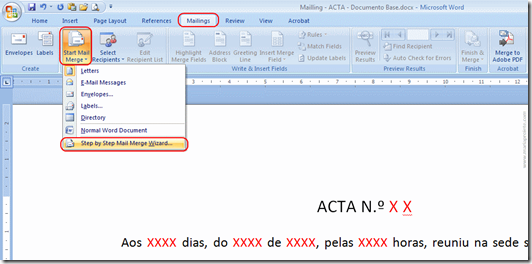 Mailling - ACTA - Documento Base.docx - Microsoft Word
Home Insert Page Layout References Mailings Review View Acrobat
Envelopes Labels
Create
Start Mail Merge
Select Recipients
Edit Recipient List
Start Mail Merge
Highlight Merge Fields
Address Block
Greeting Line
Insert Merge Field
Rules
Match Fields
Update Labels
Write & Insert Fields
Preview Results
Find Recipient
Auto Check for Errors
Preview Results
Finish & Merge
Finish
Merge to Adobe PDF
Acrobat
Letters
E-Mail Messages
Envelopes...
Labels...
Directory
Normal Word Document
Step by Step Mail Merge Wizard...
ACTA N.º X X
Aos XXXX dias, do XXXX de XXXX, pelas XXXX horas, reuniu na sede s